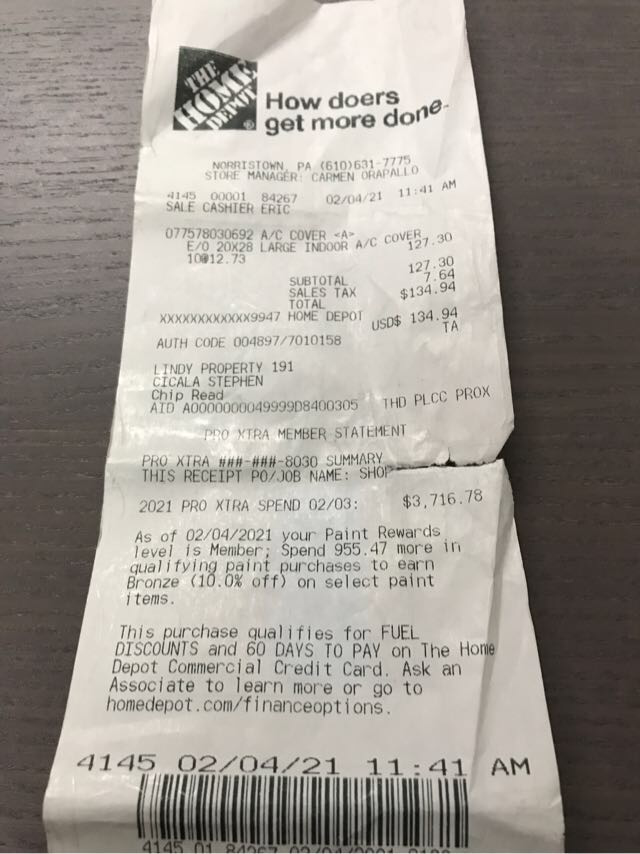 THE
HOME
DEPOT
®
How doers
get more done.
NORRISTOWN, PA (610)631-7775
STORE MANAGER: CARMEN ORAPALLO
4145 00001 84267 02/04/21 11:41 AM
SALE CASHIER ERIC
077578030692 A/C COVER <A>
E/O 20X28 LARGE INDOOR A/C COVER
10@12.73 127.30
SUBTOTAL 127.30
SALES TAX 7.64
TOTAL $134.94
XXXXXXXXXXXX9947 HOME DEPOT
USD$ 134.94
AUTH CODE 004897/7010158 TA
LINDY PROPERTY 191
CICALA STEPHEN
Chip Read
AID A0000000049999D8400305 THD PLCC PROX
PRO XTRA MEMBER STATEMENT
PRO XTRA ###-###-8030 SUMMARY
THIS RECEIPT PO/JOB NAME: SHOP
2021 PRO XTRA SPEND 02/03: $3,716.78
As of 02/04/2021 your Paint Rewards
level is Member; Spend 955.47 more in
qualifying paint purchases to earn
Bronze (10.0% off) on select paint
items.
This purchase qualifies for FUEL
DISCOUNTS and 60 DAYS TO PAY on The Home
Depot Commercial Credit Card. Ask an
Associate to learn more or go to
homedepot.com/financeoptions.
4145 02/04/21 11:41 AM
4145 01 84267 02/04/2021